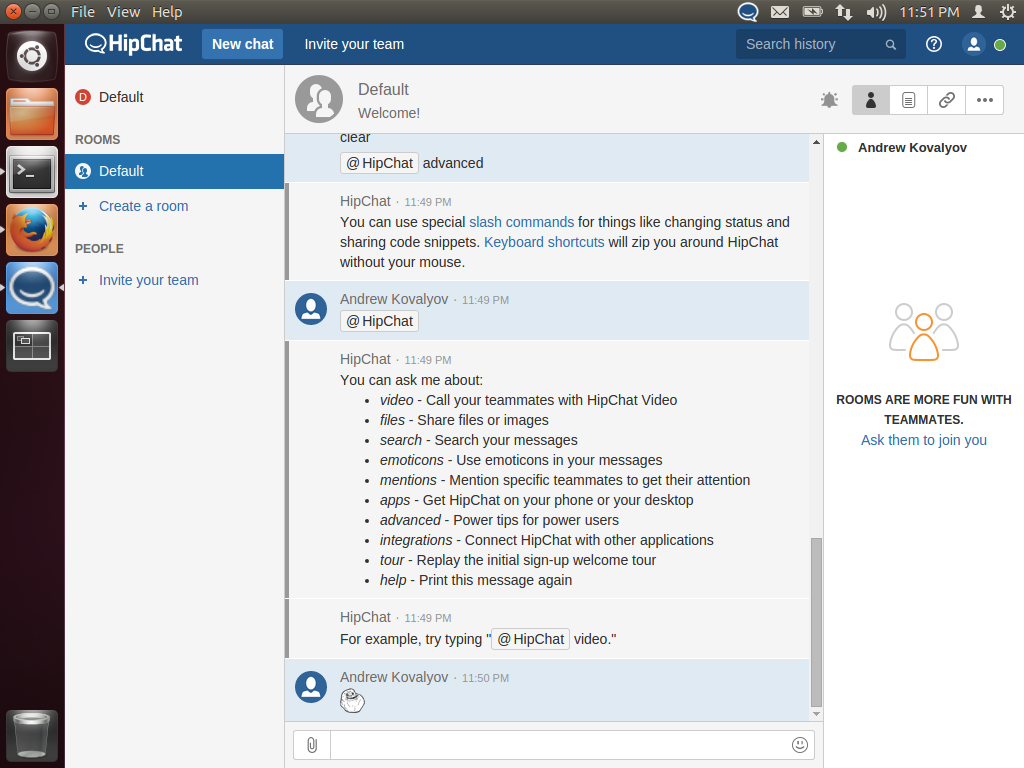 File View Help
11:51 PM
HipChat
New chat
Invite your team
Search history
D Default
ROOMS
Default
+ Create a room
PEOPLE
+ Invite your team
Default
Welcome!
clear
@HipChat advanced
HipChat · 11:49 PM
You can use special slash commands for things like changing status and
sharing code snippets. Keyboard shortcuts will zip you around HipChat
without your mouse.
Andrew Kovalyov · 11:49 PM
@HipChat
HipChat · 11:49 PM
You can ask me about:
• video - Call your teammates with HipChat Video
• files - Share files or images
• search - Search your messages
• emoticons - Use emoticons in your messages
• mentions - Mention specific teammates to get their attention
• apps - Get HipChat on your phone or your desktop
• advanced - Power tips for power users
• integrations - Connect HipChat with other applications
• tour - Replay the initial sign-up welcome tour
• help - Print this message again
HipChat · 11:49 PM
For example, try typing "@HipChat video."
Andrew Kovalyov · 11:50 PM
Andrew Kovalyov
ROOMS ARE MORE FUN WITH
TEAMMATES.
Ask them to join you